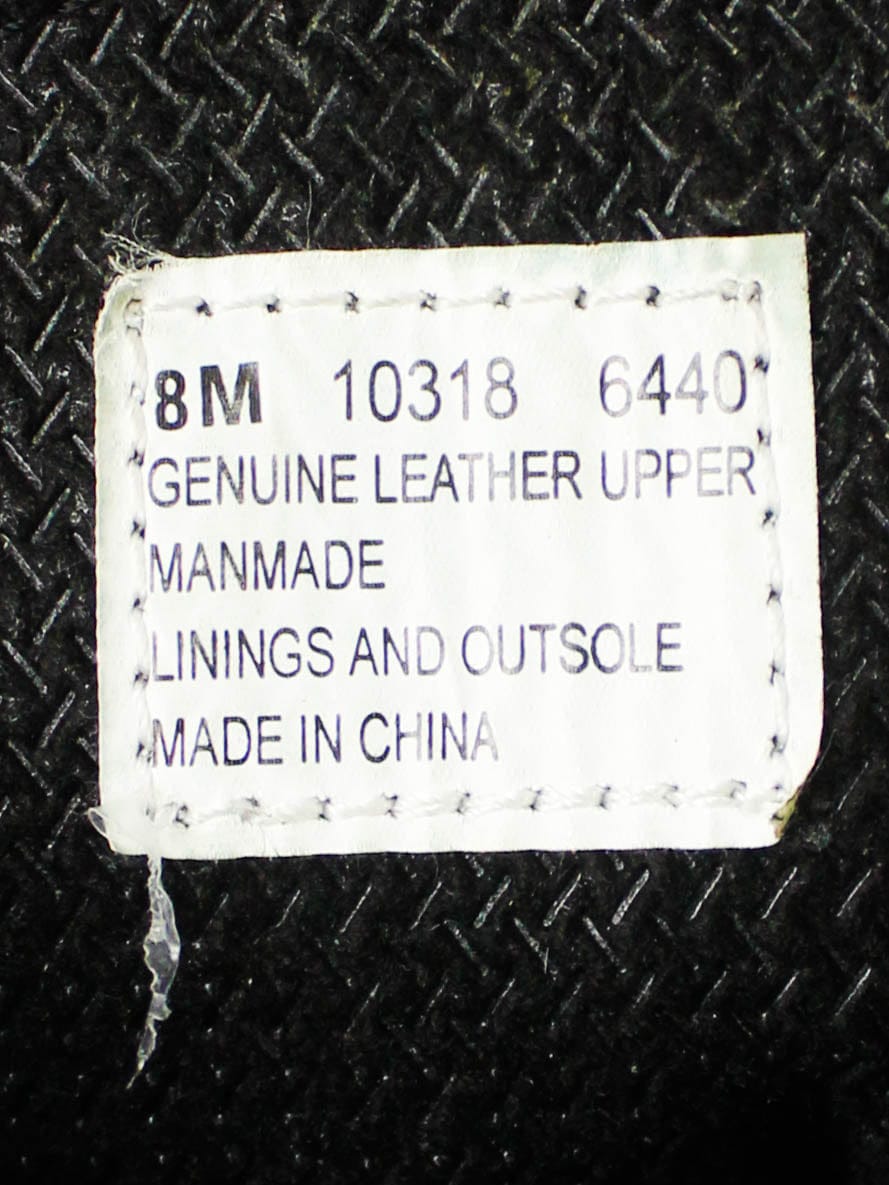 8M 10318 6440
GENUINE LEATHER UPPER
MANMADE
LININGS AND OUTSOLE
MADE IN CHINA